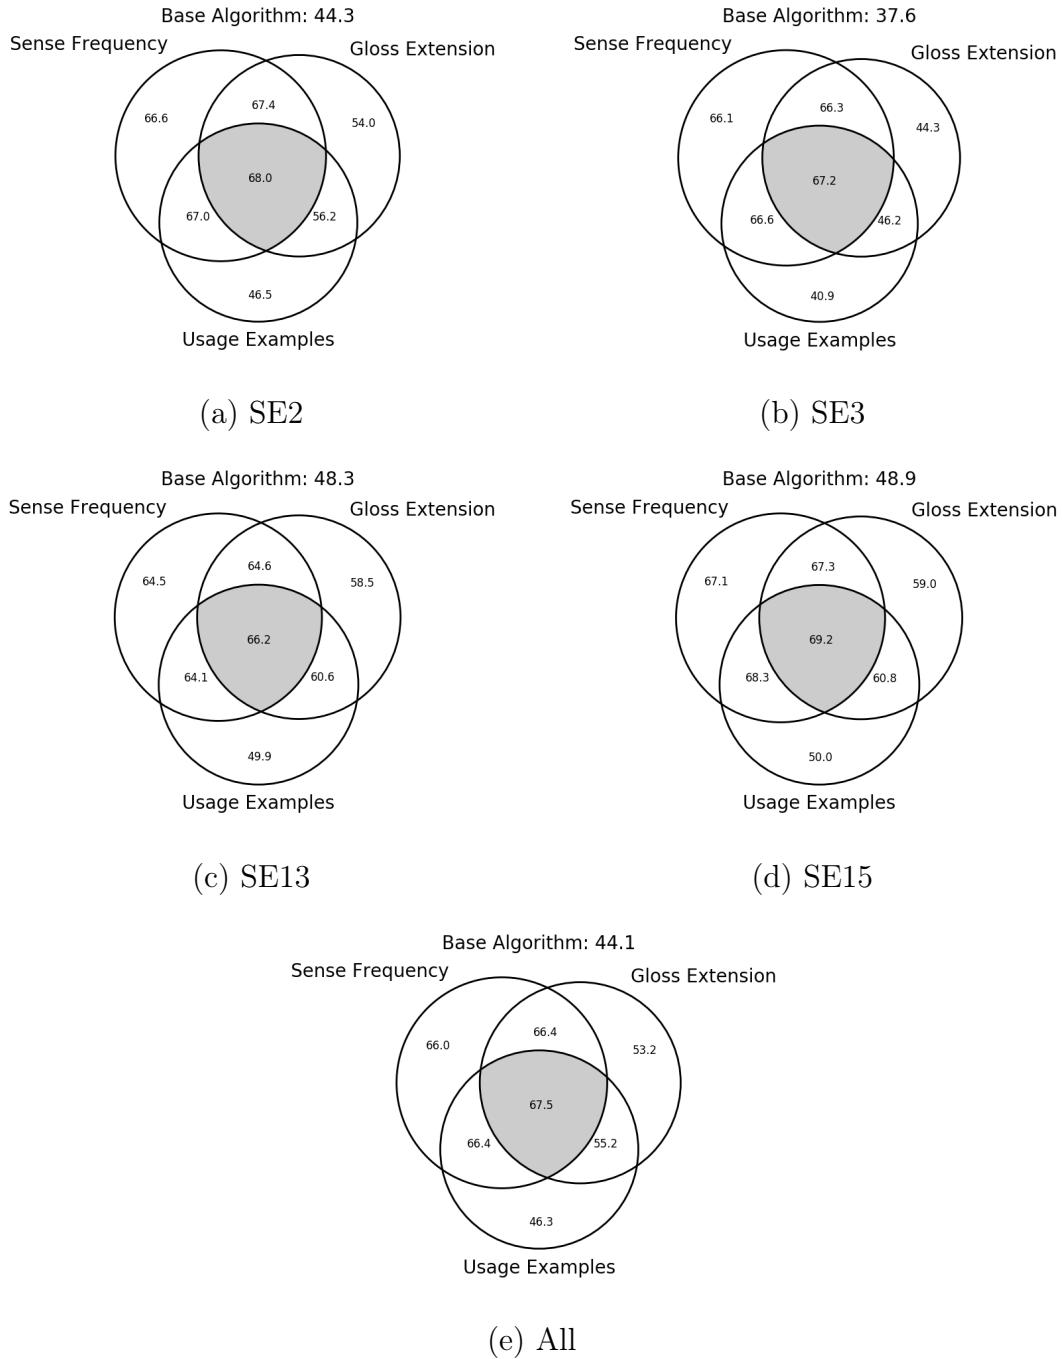 Base Algorithm: 44.3
Sense Frequency
Gloss Extension
67.4
66.6
54.0
68.0
67.0
56.2
46.5
Usage Examples
(a) SE2
Base Algorithm: 37.6
Sense Frequency
Gloss Extension
66.3
66.1
44.3
67.2
66.6
46.2
40.9
Usage Examples
(b) SE3
Base Algorithm: 48.3
Sense Frequency
Gloss Extension
64.6
64.5
58.5
66.2
64.1
60.6
49.9
Usage Examples
(c) SE13
Base Algorithm: 48.9
Sense Frequency
Gloss Extension
67.3
67.1
59.0
69.2
68.3
60.8
50.0
Usage Examples
(d) SE15
Base Algorithm: 44.1
Sense Frequency
Gloss Extension
66.4
66.0
53.2
67.5
66.4
55.2
46.3
Usage Examples
(e) All